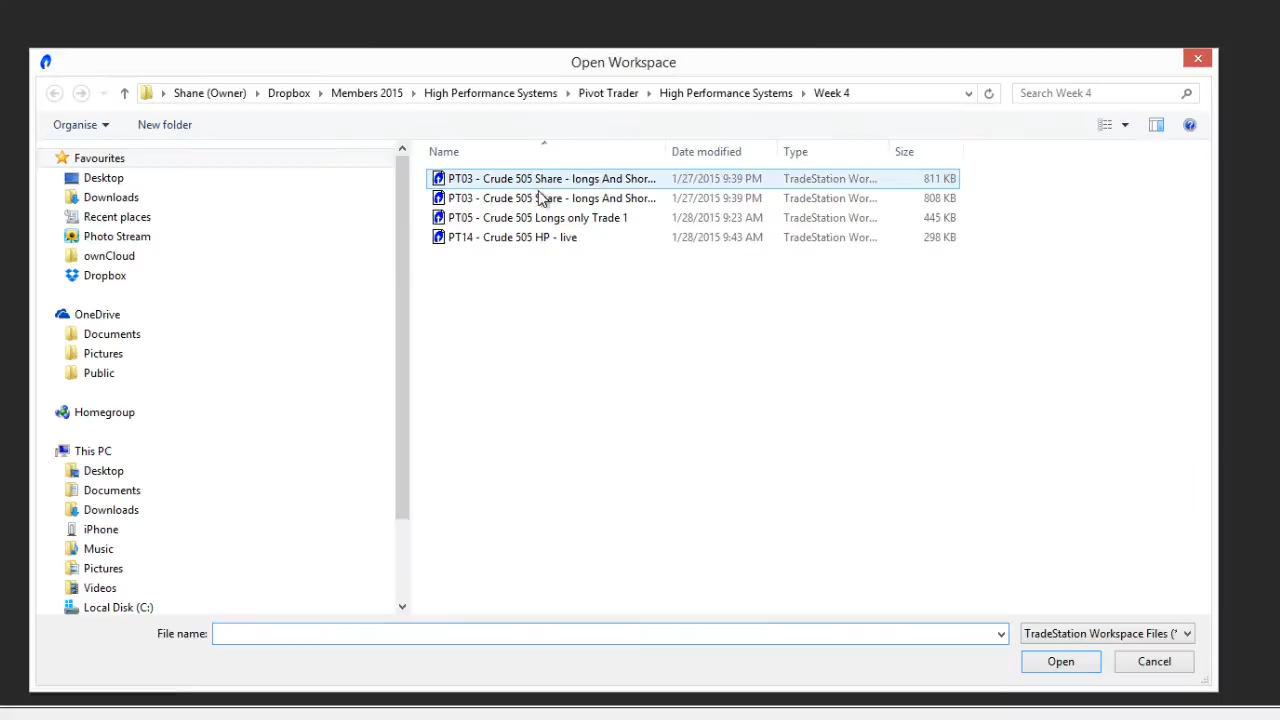 Open Workspace
Shane (Owner) Dropbox Members 2015 High Performance Systems Pivot Trader High Performance Systems Week 4
Search Week 4
Organise New folder
Name Date modified Type Size
PT03 - Crude 505 Share - longs And Shor... 1/27/2015 9:39 PM TradeStation Wor... 811 KB
PT03 - Crude 505 Share - longs And Shor... 1/27/2015 9:39 PM TradeStation Wor... 808 KB
PT05 - Crude 505 Longs only Trade 1 1/28/2015 9:23 AM TradeStation Wor... 445 KB
PT14 - Crude 505 HP - live 1/28/2015 9:43 AM TradeStation Wor... 298 KB
Favourites
Desktop
Downloads
Recent places
Photo Stream
ownCloud
Dropbox
OneDrive
Documents
Pictures
Public
Homegroup
This PC
Desktop
Documents
Downloads
iPhone
Music
Pictures
Videos
Local Disk (C:)
File name:
TradeStation Workspace Files (*
Open Cancel